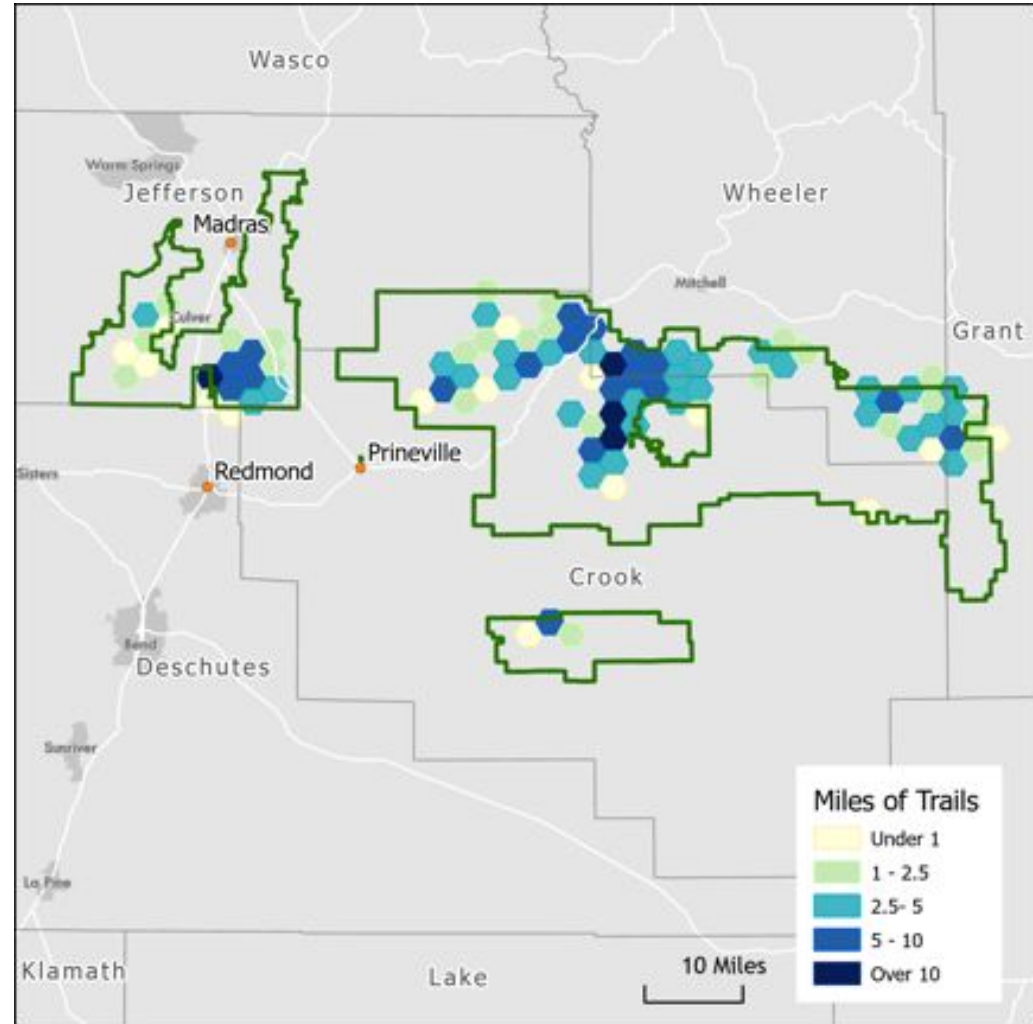 Wasco
Warm Springs
Jefferson
Wheeler
Madras
Mitchell
Culver
Grant
Prineville
Sisters
Redmond
Crook
Bend
Deschutes
Sunriver
Miles of Trails
Under 1
1 - 2.5
2.5- 5
5 - 10
Over 10
La Pine
Klamath
Lake
10 Miles